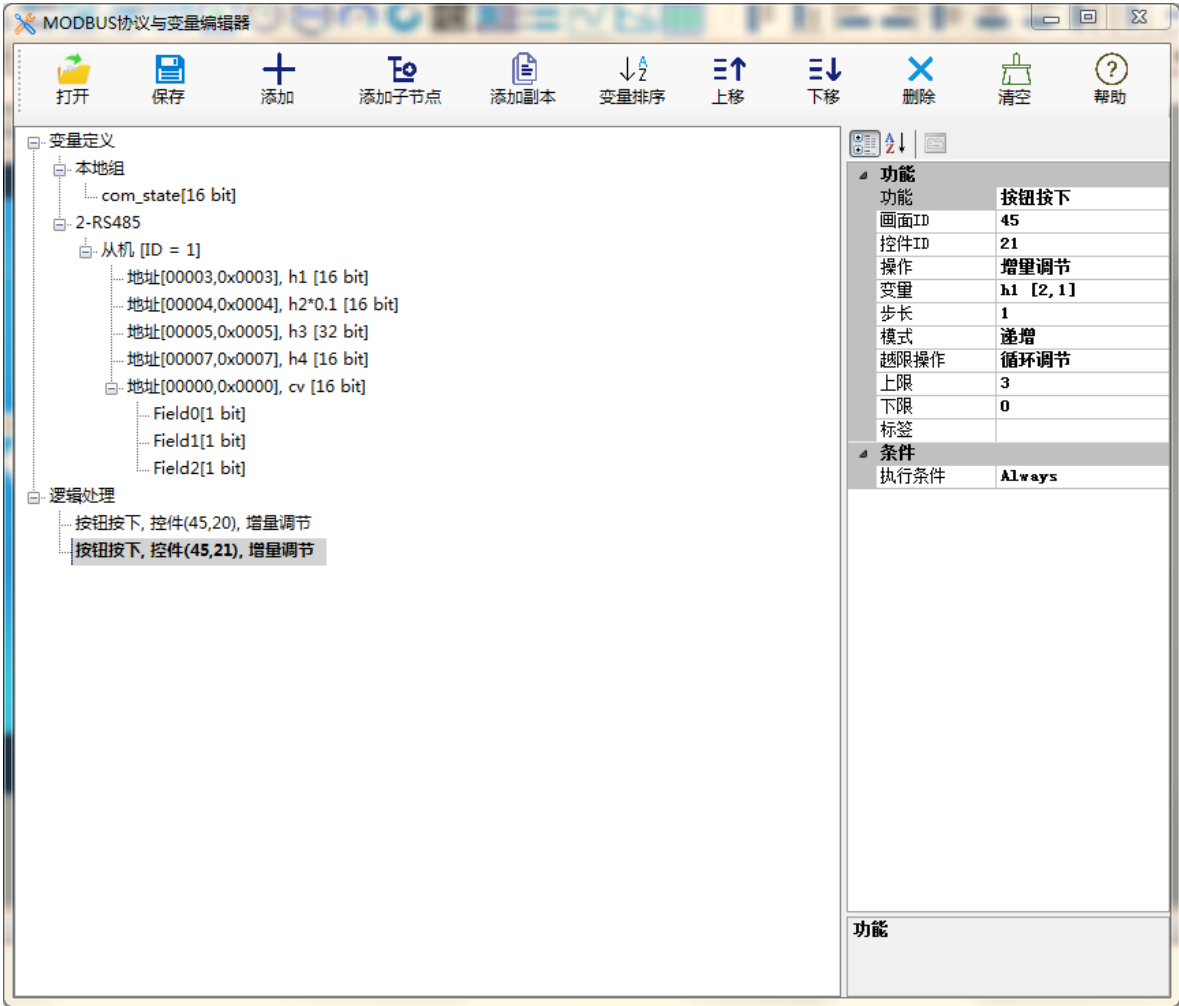 MODBUS协议与变量编辑器
打开 保存 添加 添加子节点 添加副本 变量排序 上移 下移 删除 清空 帮助
变量定义
本地组
com_state[16 bit]
2-RS485
从机 [ID = 1]
地址[00003,0x0003], h1 [16 bit]
地址[00004,0x0004], h2*0.1 [16 bit]
地址[00005,0x0005], h3 [32 bit]
地址[00007,0x0007], h4 [16 bit]
地址[00000,0x0000], cv [16 bit]
Field0[1 bit]
Field1[1 bit]
Field2[1 bit]
逻辑处理
按钮按下, 控件(45,20), 增量调节
按钮按下, 控件(45,21), 增量调节
功能
功能 按钮按下
画面ID 45
控件ID 21
操作 增量调节
变量 h1 [2,1]
步长 1
模式 递增
越限操作 循环调节
上限 3
下限 0
标签
条件
执行条件 Always
功能